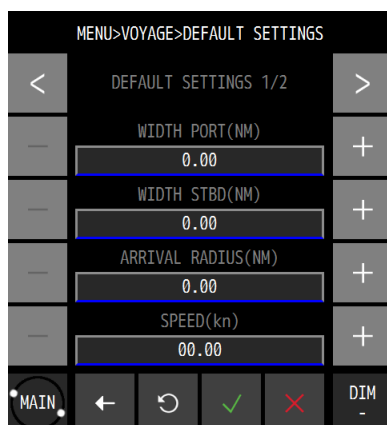 MENU>VOYAGE>DEFAULT SETTINGS
< DEFAULT SETTINGS 1/2 >
WIDTH PORT(NM)
— 0.00 +
WIDTH STBD(NM)
— 0.00 +
ARRIVAL RADIUS(NM)
— 0.00 +
SPEED(kn)
— 00.00 +
MAIN
DIM
-